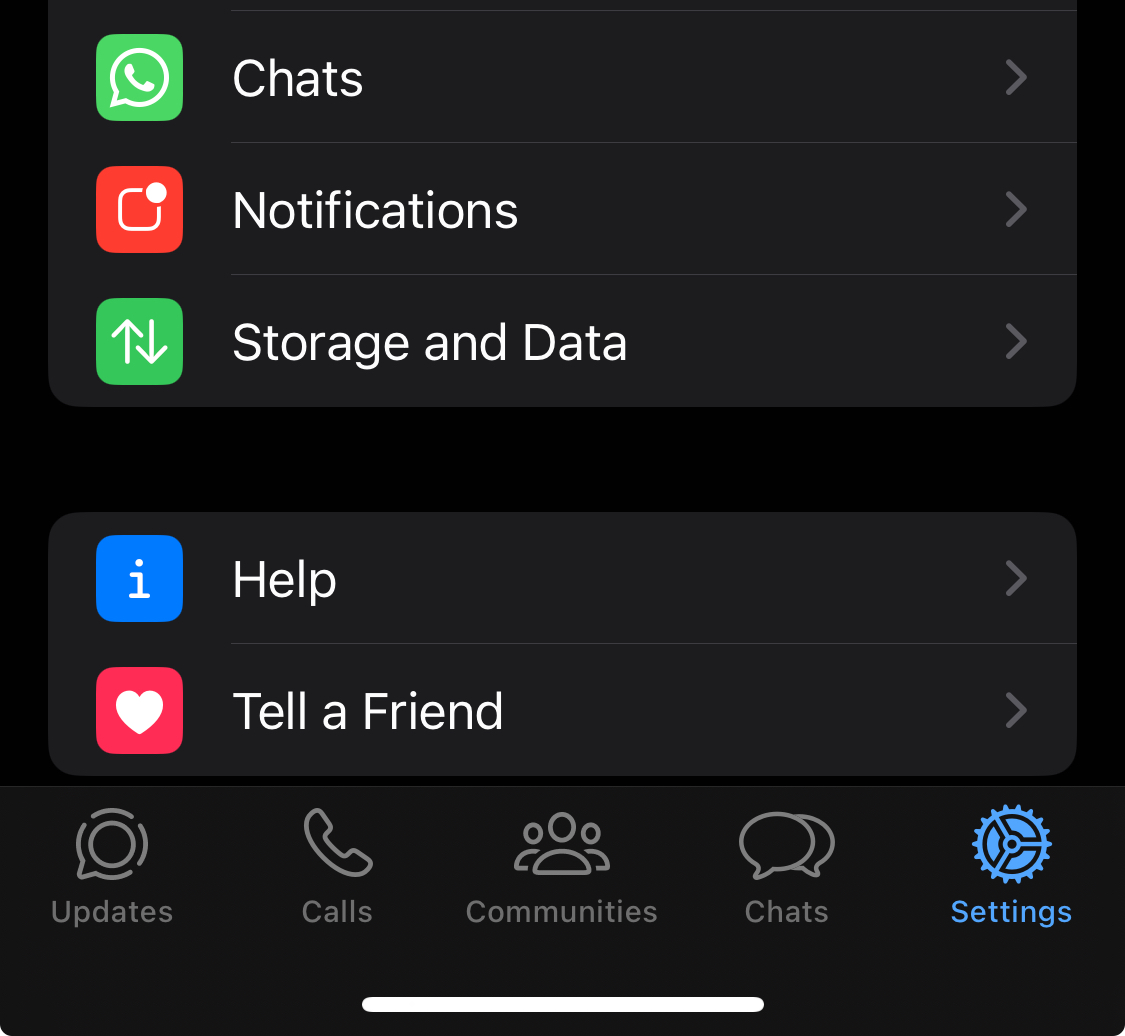 Chats
Notifications
Storage and Data
Help
Tell a Friend
Updates
Calls
Communities
Chats
Settings